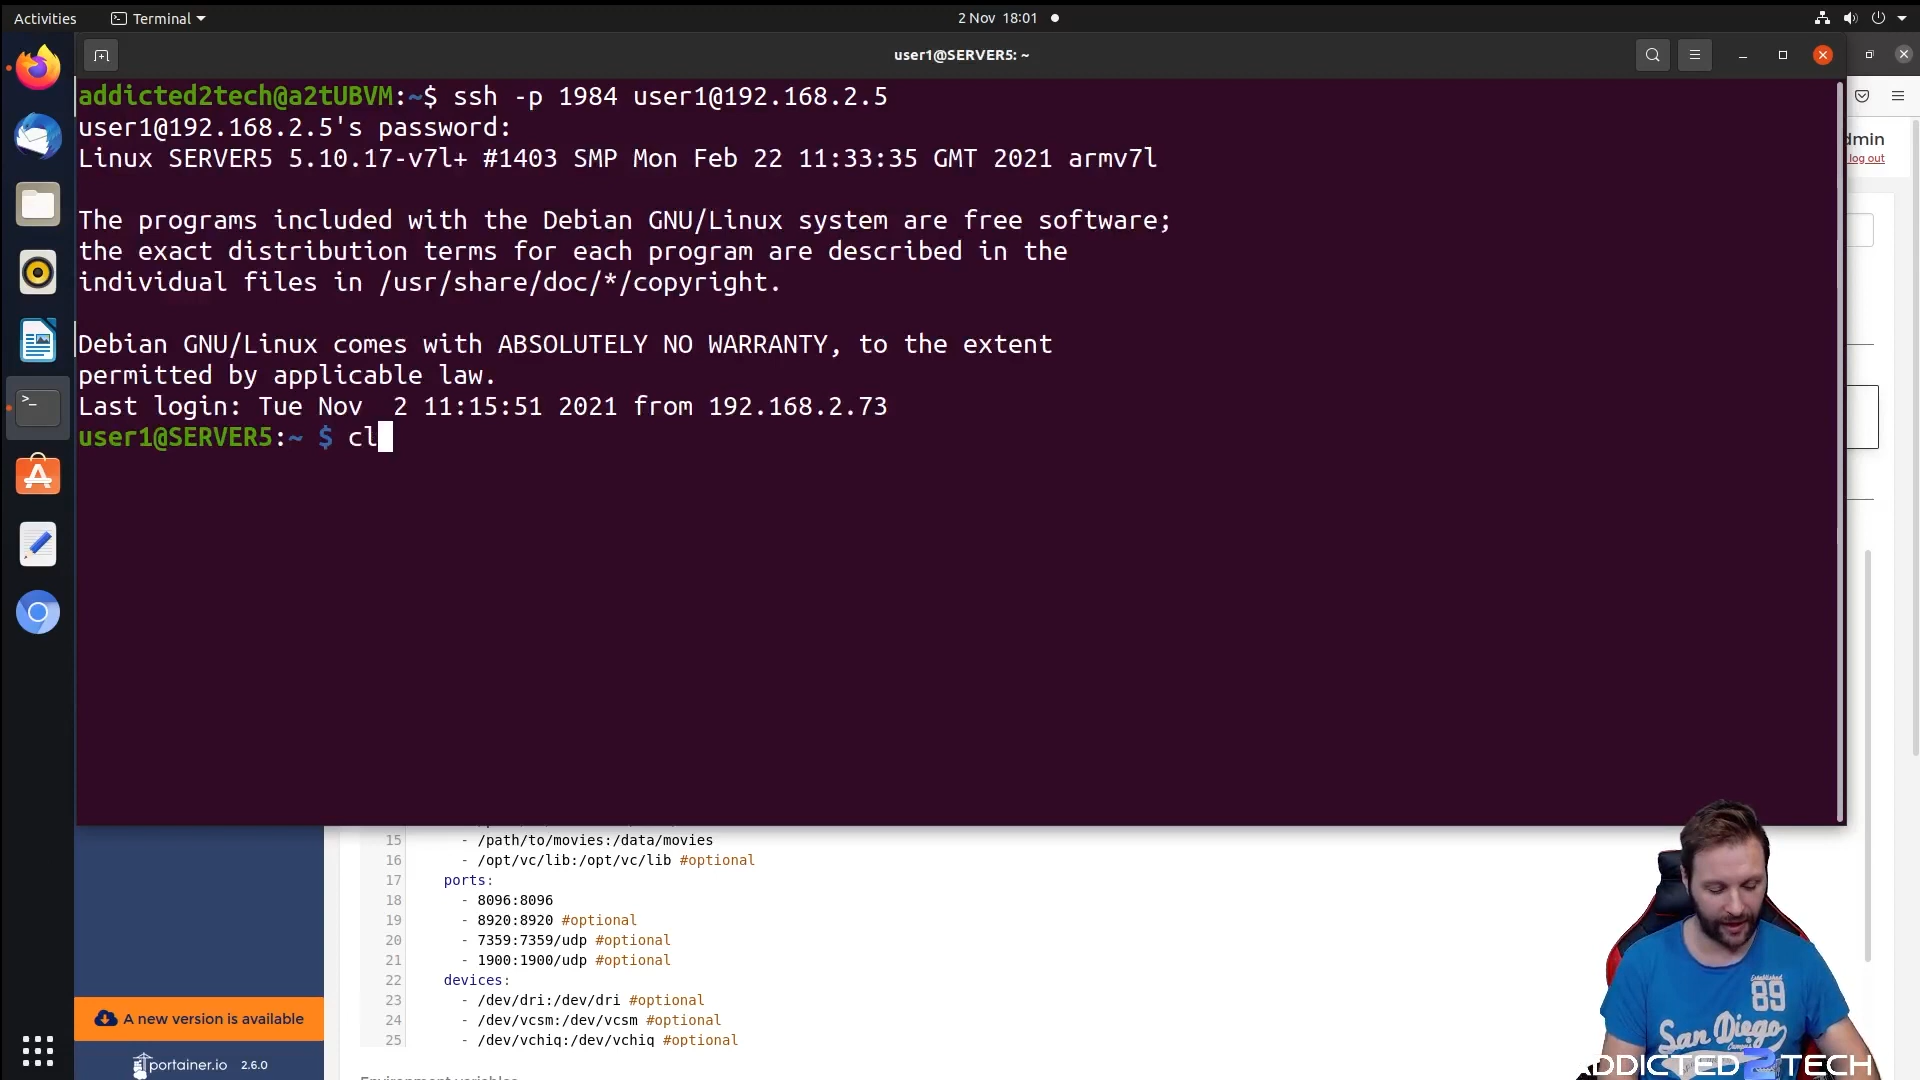 Activities
Terminal
2 Nov 18:01
user1@SERVER5: ~
addicted2tech@a2tUBVM:~$ ssh -p 1984 user1@192.168.2.5
user1@192.168.2.5's password:
Linux SERVER5 5.10.17-v7l+ #1403 SMP Mon Feb 22 11:33:35 GMT 2021 armv7l
The programs included with the Debian GNU/Linux system are free software;
the exact distribution terms for each program are described in the
individual files in /usr/share/doc/*/copyright.
Debian GNU/Linux comes with ABSOLUTELY NO WARRANTY, to the extent
permitted by applicable law.
Last login: Tue Nov  2 11:15:51 2021 from 192.168.2.73
user1@SERVER5:~ $ cl
dmin
log out
15 - /path/to/movies:/data/movies
16 - /opt/vc/lib:/opt/vc/lib #optional
17 ports:
18 - 8096:8096
19 - 8920:8920 #optional
20 - 7359:7359/udp #optional
21 - 1900:1900/udp #optional
22 devices:
23 - /dev/dri:/dev/dri #optional
24 - /dev/vcsm:/dev/vcsm #optional
25 - /dev/vchiq:/dev/vchiq #optional
A new version is available
portainer.io 2.6.0
Environment variables
89
San Diego
DDICTED2TECH